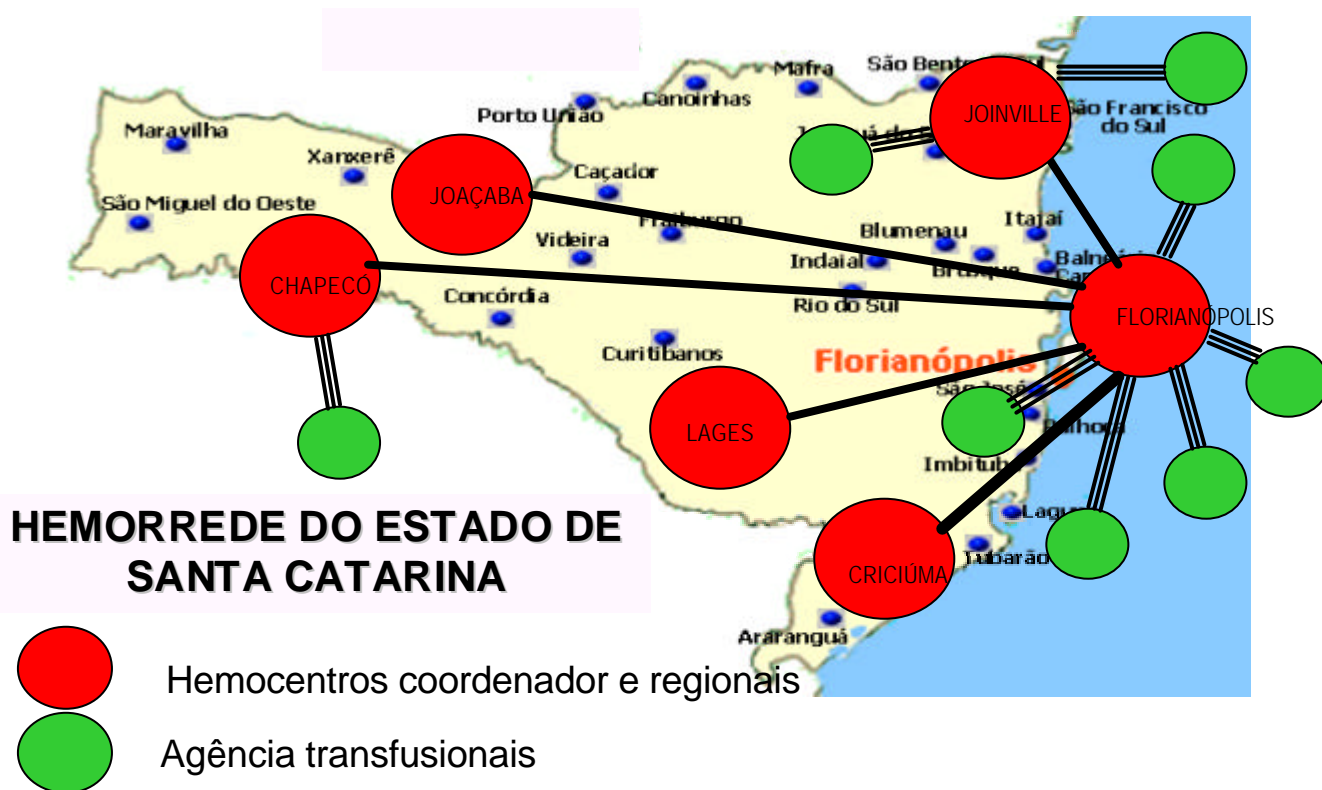 Mafra
São Bent
ul
Canoinhas
Porto União
JOINVILLE
São Francisco
do Sul
Maravilha
Xanxerê
Caçador
JOAÇABA
São Miguel do Oeste
Itajaí
Blumenau
Videira
Indaial
CHAPECÓ
Concórdia
Rio do Sul
FLORIANÓPOLIS
Curitibanos
Florianópolis
LAGES
Imbituba
HEMORREDE DO ESTADO DE
SANTA CATARINA
Tubarão
CRICIÚMA
Araranguá
Hemocentros coordenador e regionais
Agência transfusionais